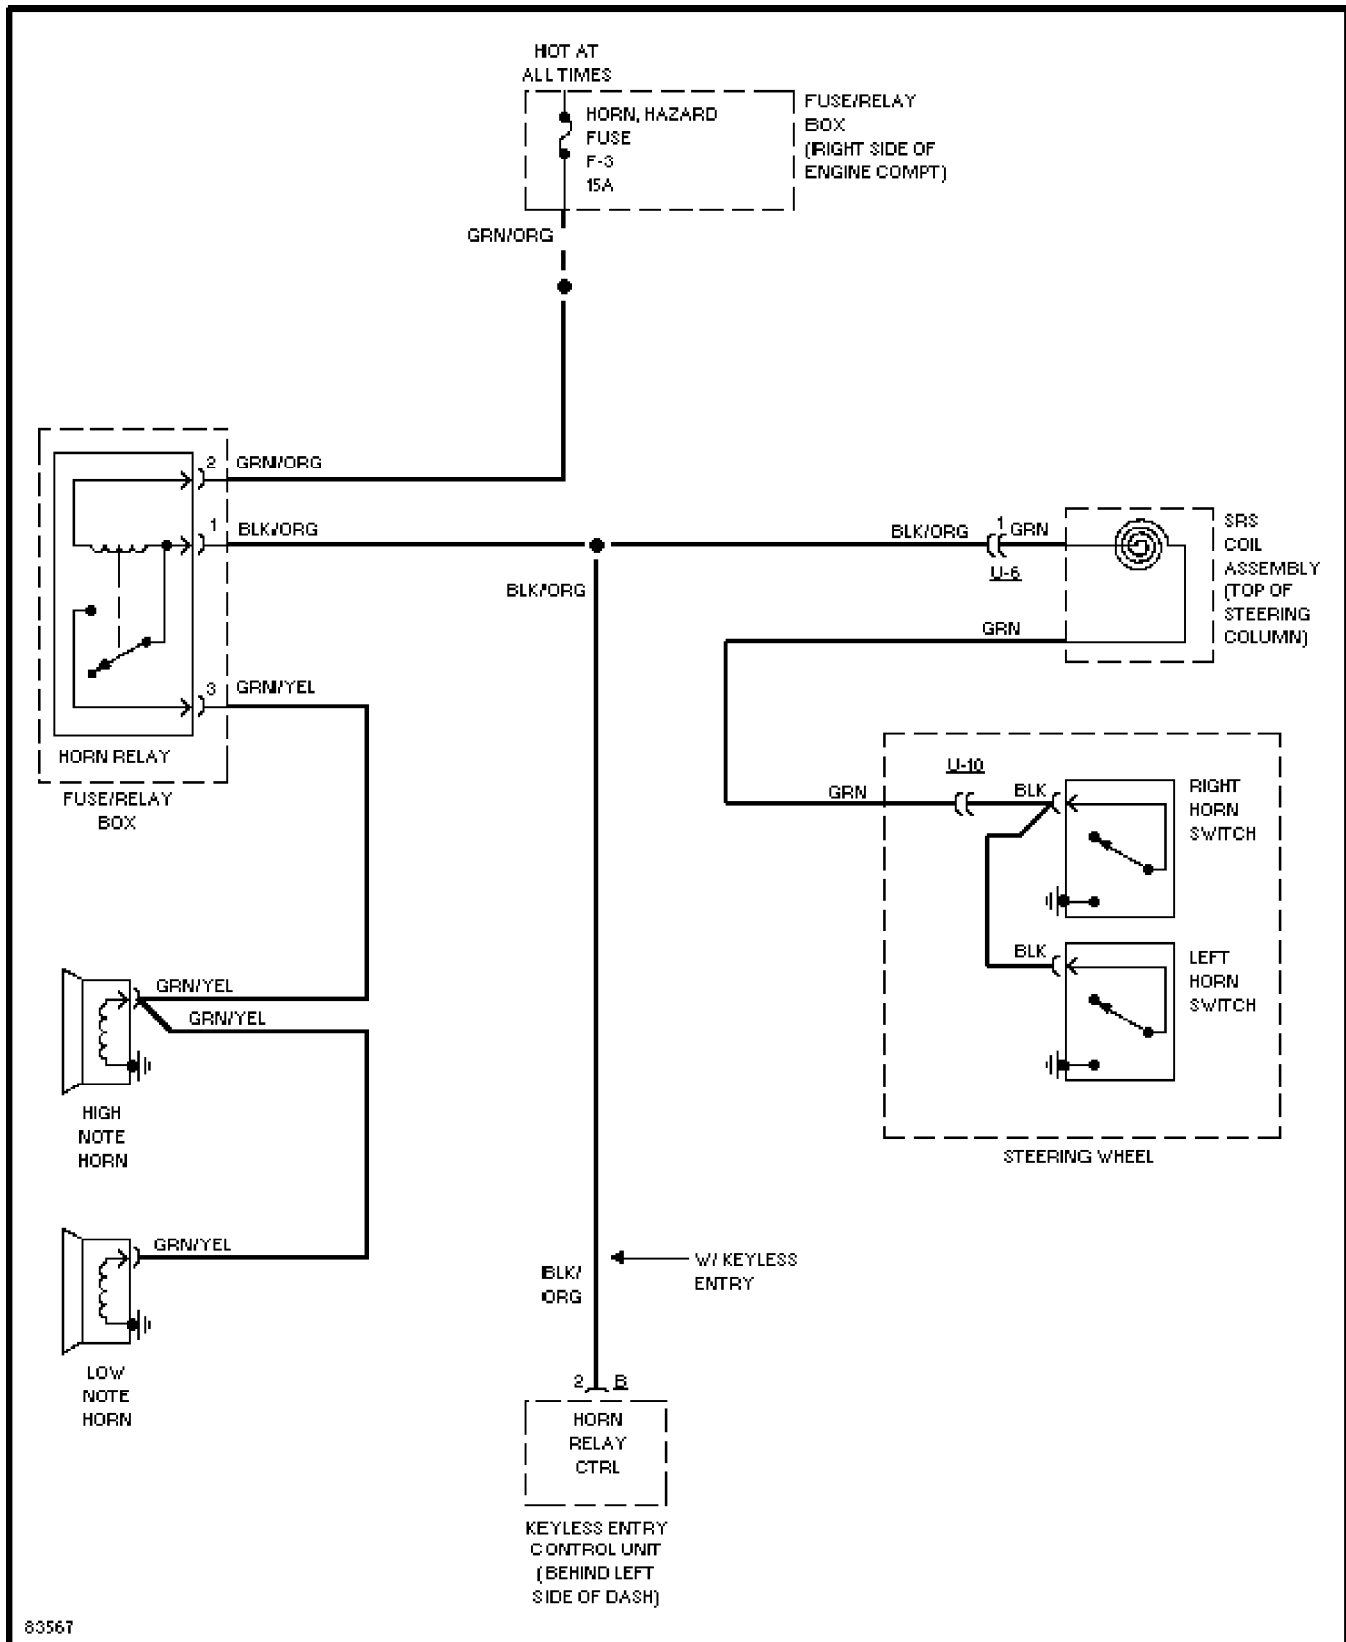 HOT AT
ALL TIMES
HORN, HAZARD
FUSE
F-3
15A
FUSE/RELAY
BOX
(RIGHT SIDE OF
ENGINE COMPT)
GRN/ORG
2 GRN/ORG
1 BLK/ORG
BLK/ORG 1 GRN
U-6
SRS
COIL
ASSEMBLY
(TOP OF
STEERING
COLUMN)
BLK/ORG
GRN
3 GRN/YEL
HORN RELAY
FUSE/RELAY
BOX
U-10
GRN
BLK
RIGHT
HORN
SWITCH
BLK
LEFT
HORN
SWITCH
STEERING WHEEL
GRN/YEL
GRN/YEL
HIGH
NOTE
HORN
GRN/YEL
LOW
NOTE
HORN
BLK/
ORG
W/ KEYLESS
ENTRY
2 B
HORN
RELAY
CTRL
KEYLESS ENTRY
CONTROL UNIT
(BEHIND LEFT
SIDE OF DASH)
83567